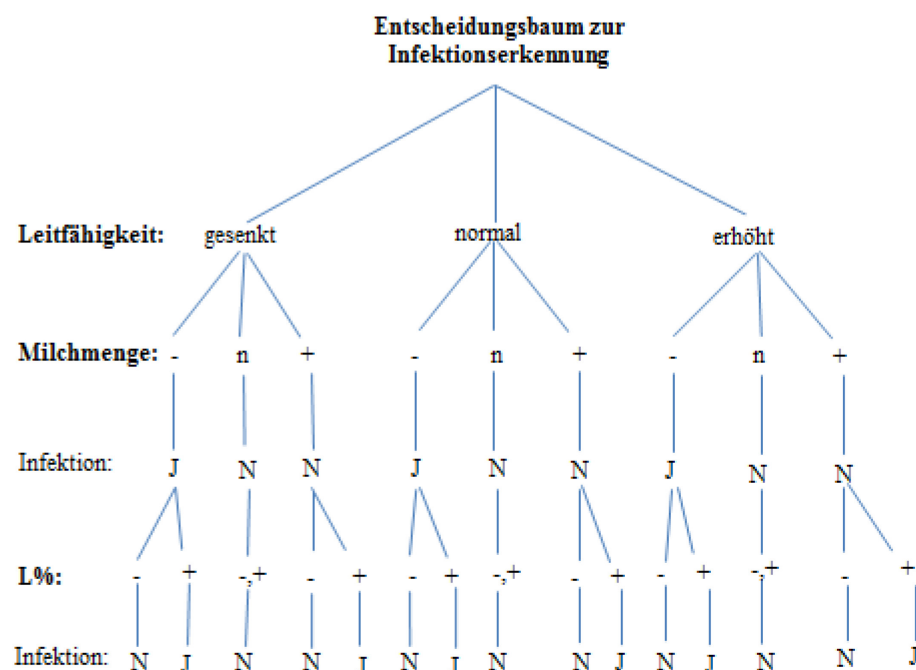 Entscheidungsbaum zur
Infektionserkennung
Leitfähigkeit: gesenkt normal erhöht
Milchmenge: - n + - n + - n +
Infektion: J N N J N N J N N
L%: - + -,+ - + - + -,+ - + - + -,+ - +
Infektion: N J N N J N J N N J N J N N J